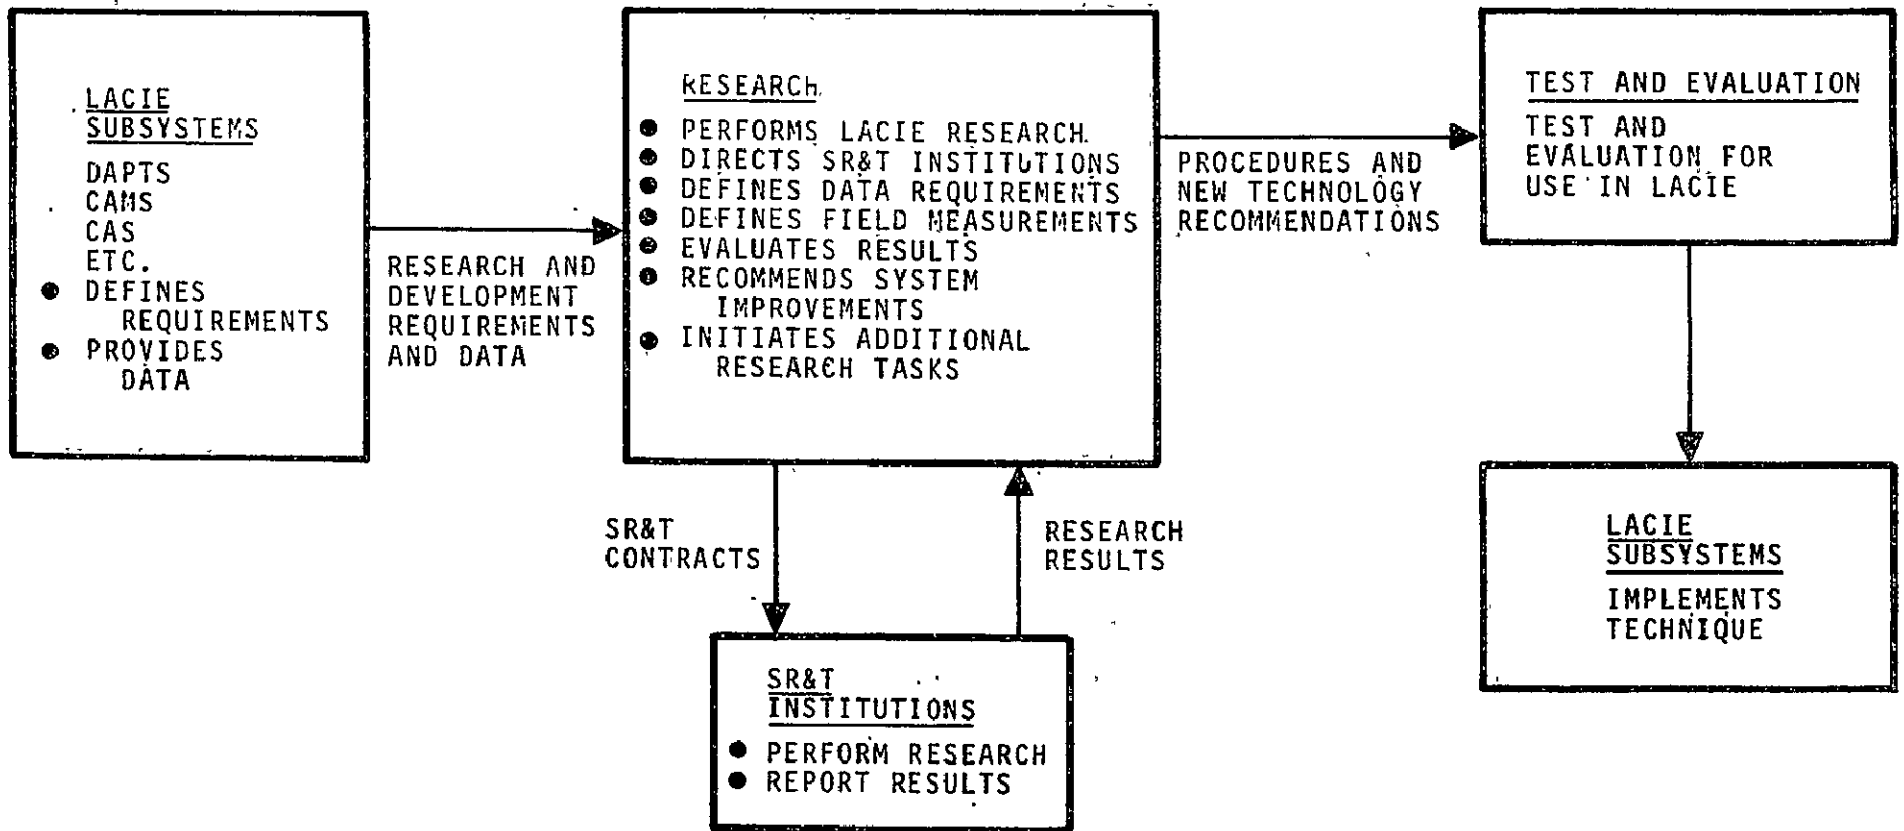 LACIE
SUBSYSTEMS
DAPTS
CAMS
CAS
ETC.
● DEFINES
REQUIREMENTS
● PROVIDES
DATA
RESEARCH AND
DEVELOPMENT
REQUIREMENTS
AND DATA
RESEARCH
● PERFORMS LACIE RESEARCH
● DIRECTS SR&T INSTITUTIONS
● DEFINES DATA REQUIREMENTS
● DEFINES FIELD MEASUREMENTS
● EVALUATES RESULTS
● RECOMMENDS SYSTEM
IMPROVEMENTS
● INITIATES ADDITIONAL
RESEARCH TASKS
PROCEDURES AND
NEW TECHNOLOGY
RECOMMENDATIONS
TEST AND EVALUATION
TEST AND
EVALUATION FOR
USE IN LACIE
SR&T
CONTRACTS
RESEARCH
RESULTS
SR&T
INSTITUTIONS
● PERFORM RESEARCH
● REPORT RESULTS
LACIE
SUBSYSTEMS
IMPLEMENTS
TECHNIQUE